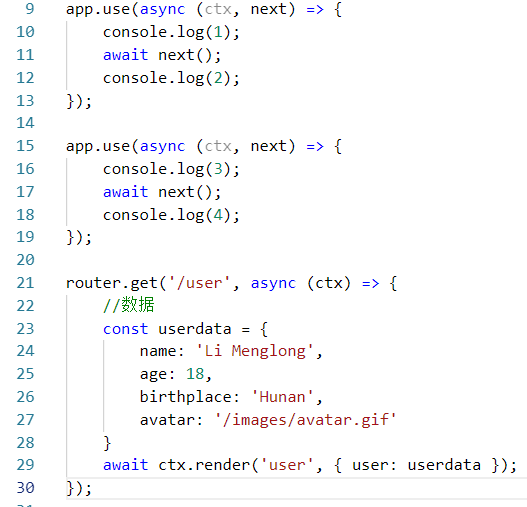 9 app.use(async (ctx, next) => {
10     console.log(1);
11     await next();
12     console.log(2);
13 });
14
15 app.use(async (ctx, next) => {
16     console.log(3);
17     await next();
18     console.log(4);
19 });
20
21 router.get('/user', async (ctx) => {
22     //数据
23     const userdata = {
24         name: 'Li Menglong',
25         age: 18,
26         birthplace: 'Hunan',
27         avatar: '/images/avatar.gif'
28     }
29     await ctx.render('user', { user: userdata });
30 });